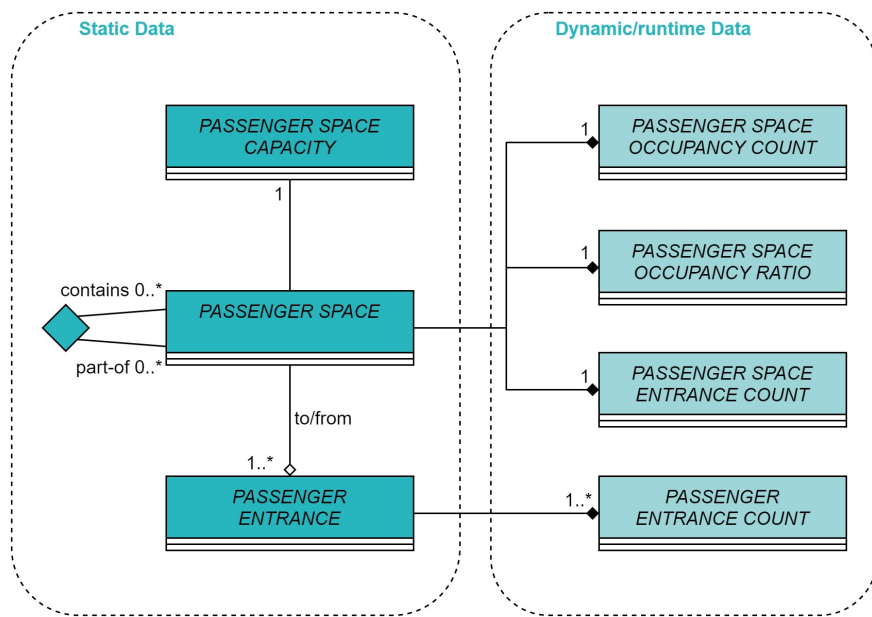 Static Data
Dynamic/runtime Data
PASSENGER SPACE
CAPACITY
1
contains 0..*
PASSENGER SPACE
part-of 0..*
to/from
1..*
PASSENGER
ENTRANCE
1
PASSENGER SPACE
OCCUPANCY COUNT
1
PASSENGER SPACE
OCCUPANCY RATIO
1
PASSENGER SPACE
ENTRANCE COUNT
1..*
PASSENGER
ENTRANCE COUNT